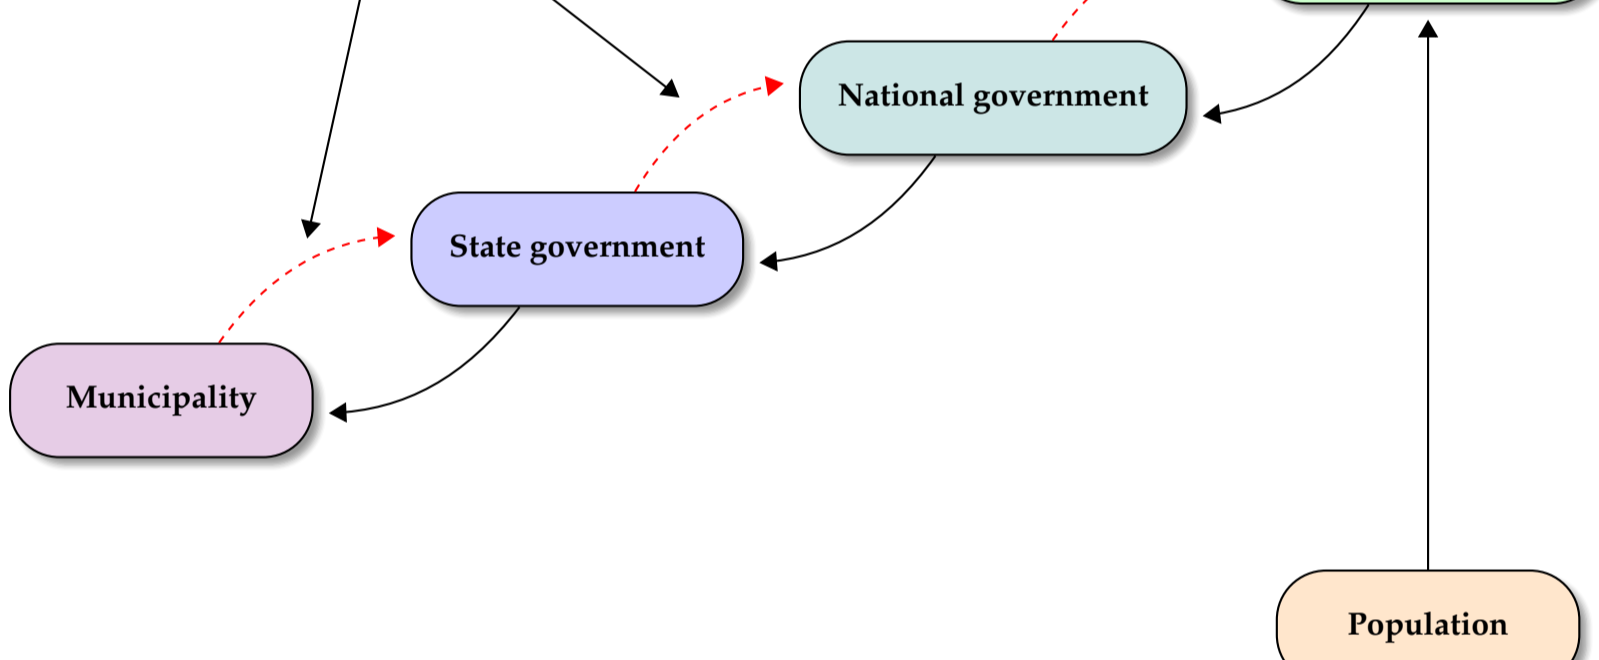 National government
State government
Municipality
Population